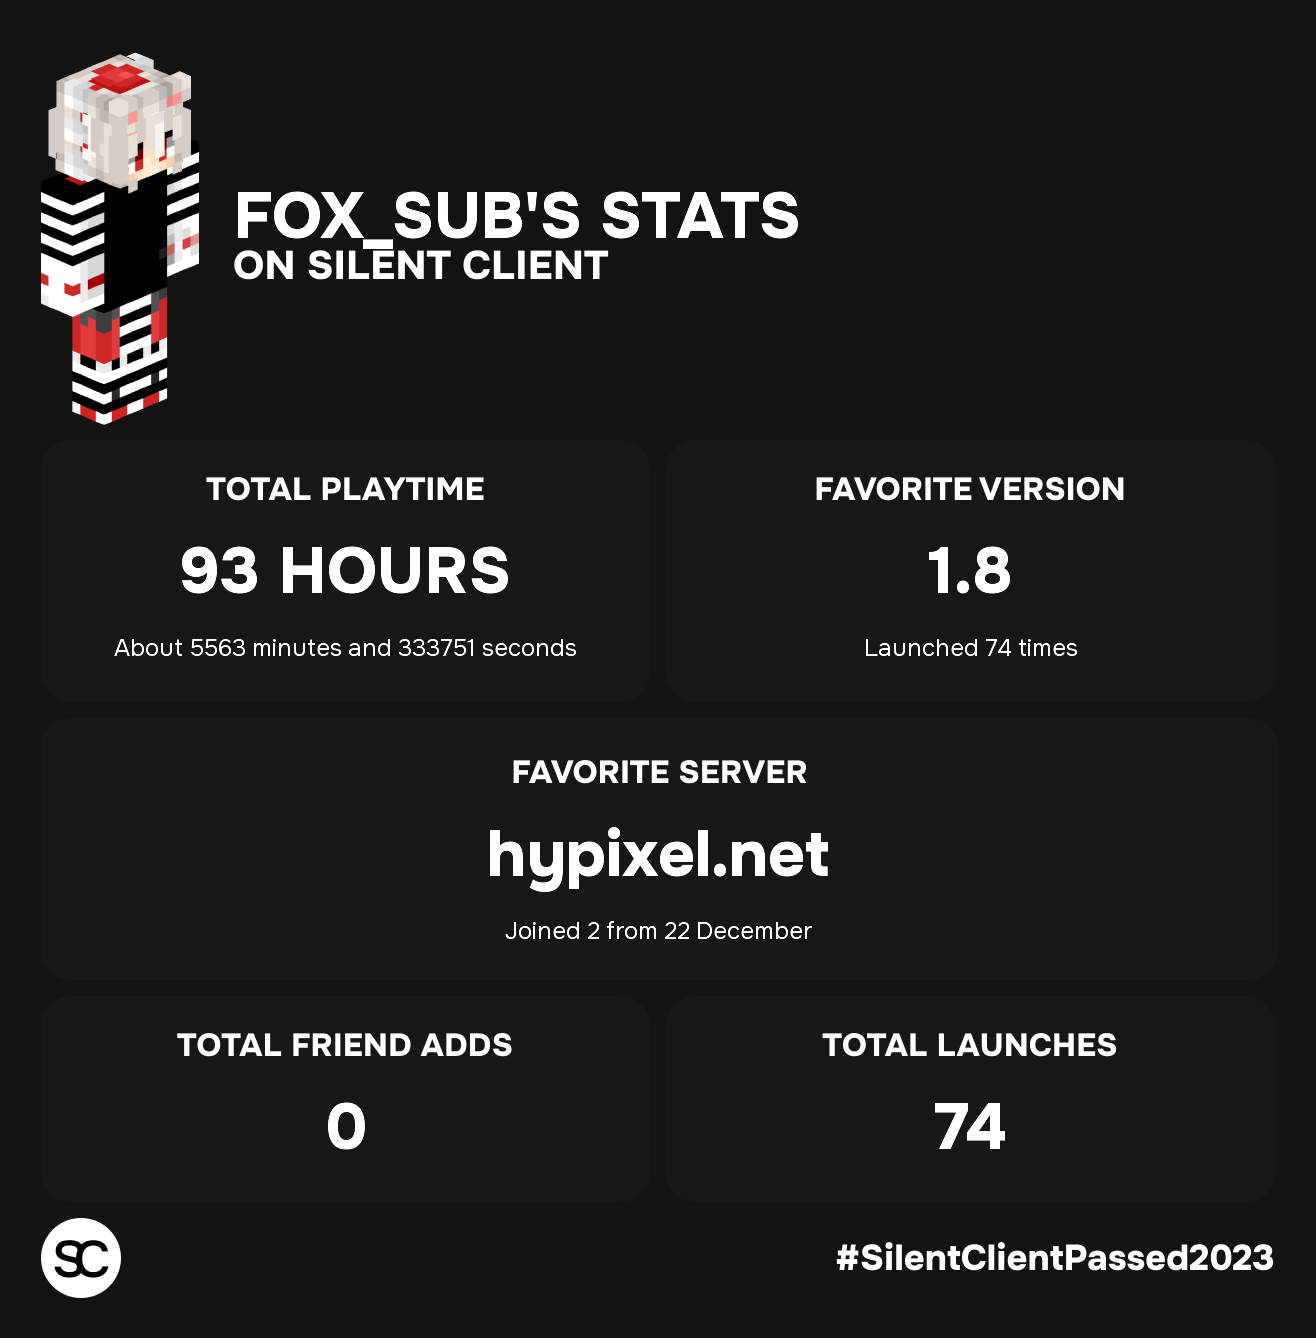 FOX_SUB'S STATS
ON SILENT CLIENT
TOTAL PLAYTIME
93 HOURS
About 5563 minutes and 333751 seconds
FAVORITE VERSION
1.8
Launched 74 times
FAVORITE SERVER
hypixel.net
Joined 2 from 22 December
TOTAL FRIEND ADDS
0
TOTAL LAUNCHES
74
SC
#SilentClientPassed2023